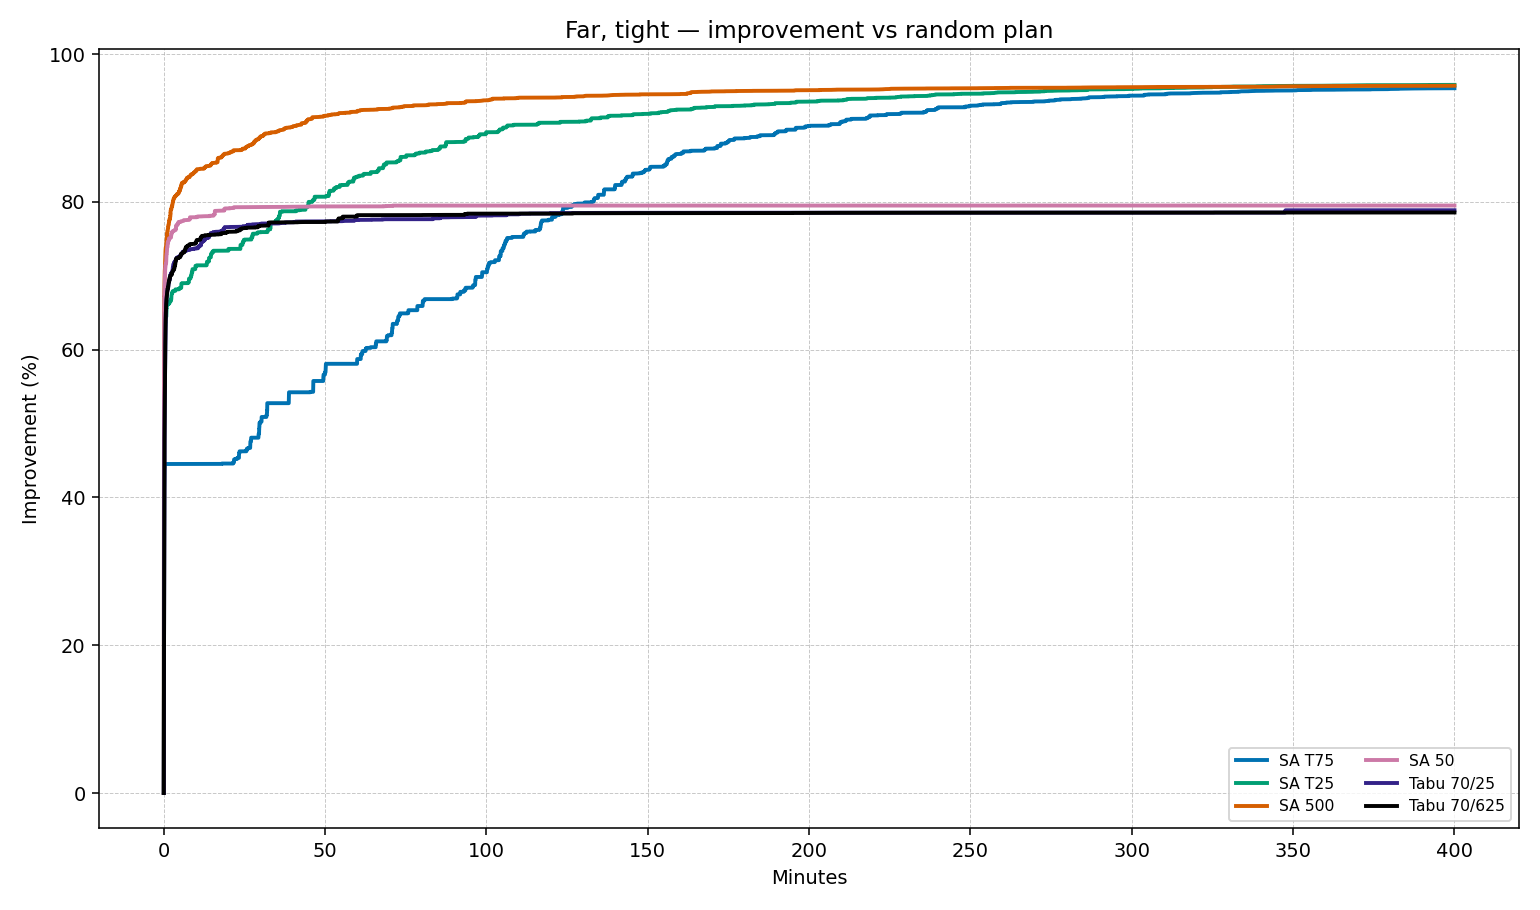 Far, tight — improvement vs random plan
Improvement (%)
100
80
60
40
20
0
0 50 100 150 200 250 300 350 400
Minutes
SA T75
SA T25
SA 500
SA 50
Tabu 70/25
Tabu 70/625